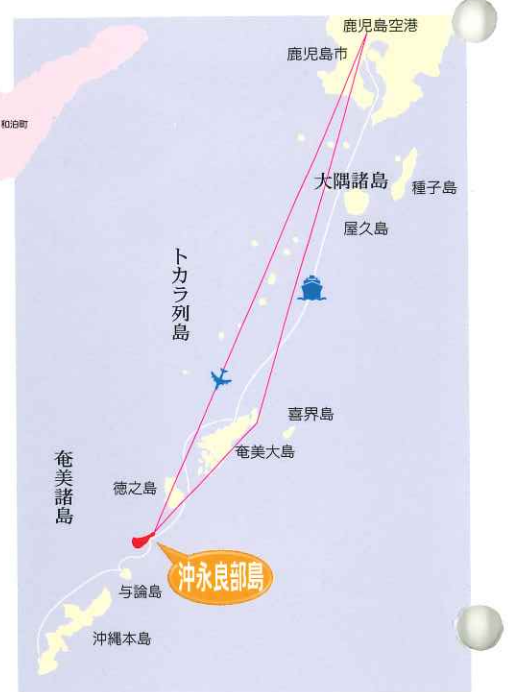 鹿児島空港
鹿児島市
和泊町
大隅諸島
種子島
屋久島
トカラ列島
喜界島
奄美大島
奄美諸島
徳之島
沖永良部島
与論島
沖縄本島